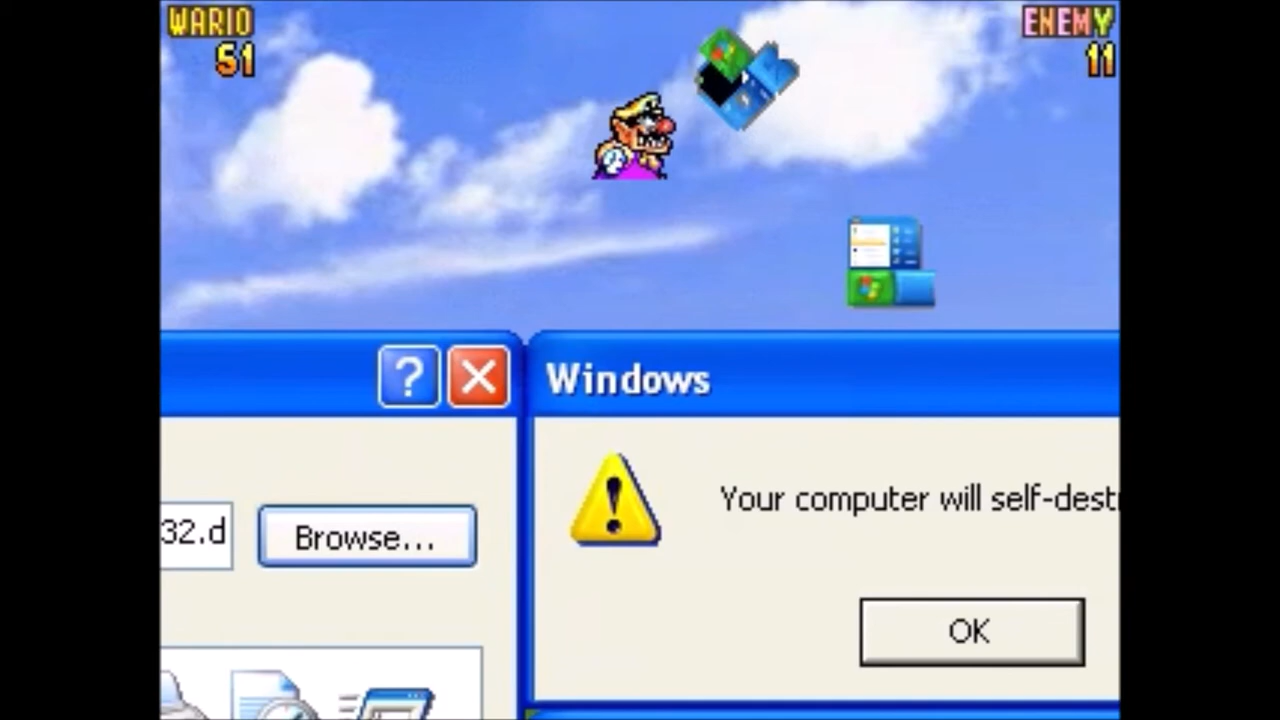 WARIO
51
ENEMY
11
?
Windows
Your computer will self-dest
32.d
Browse...
OK